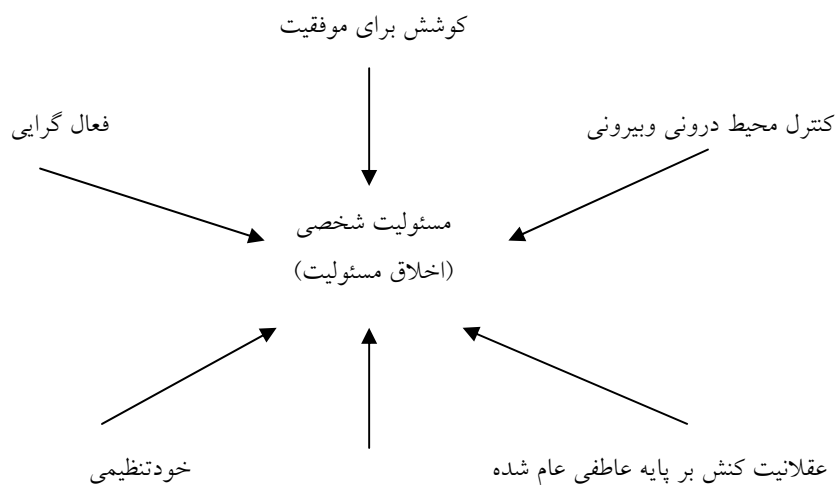 کوشش برای موفقیت
کنترل محیط درونی وبیرونی
فعال گرایی
مسئولیت شخصی
(اخلاق مسئولیت)
عقلانیت کنش بر پایه عاطفی عام شده
خودتنظیمی